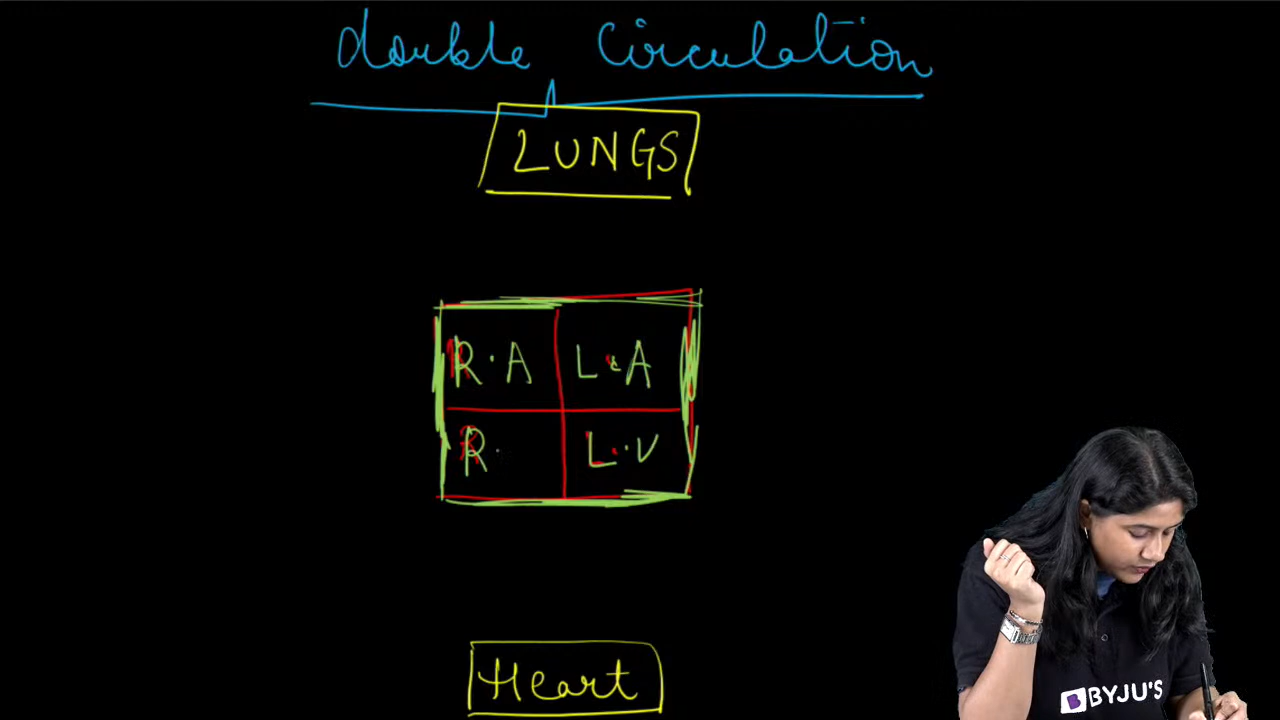 double Circulation
LUNGS
R.A L.A
R. L.V
Heart
BYJU'S